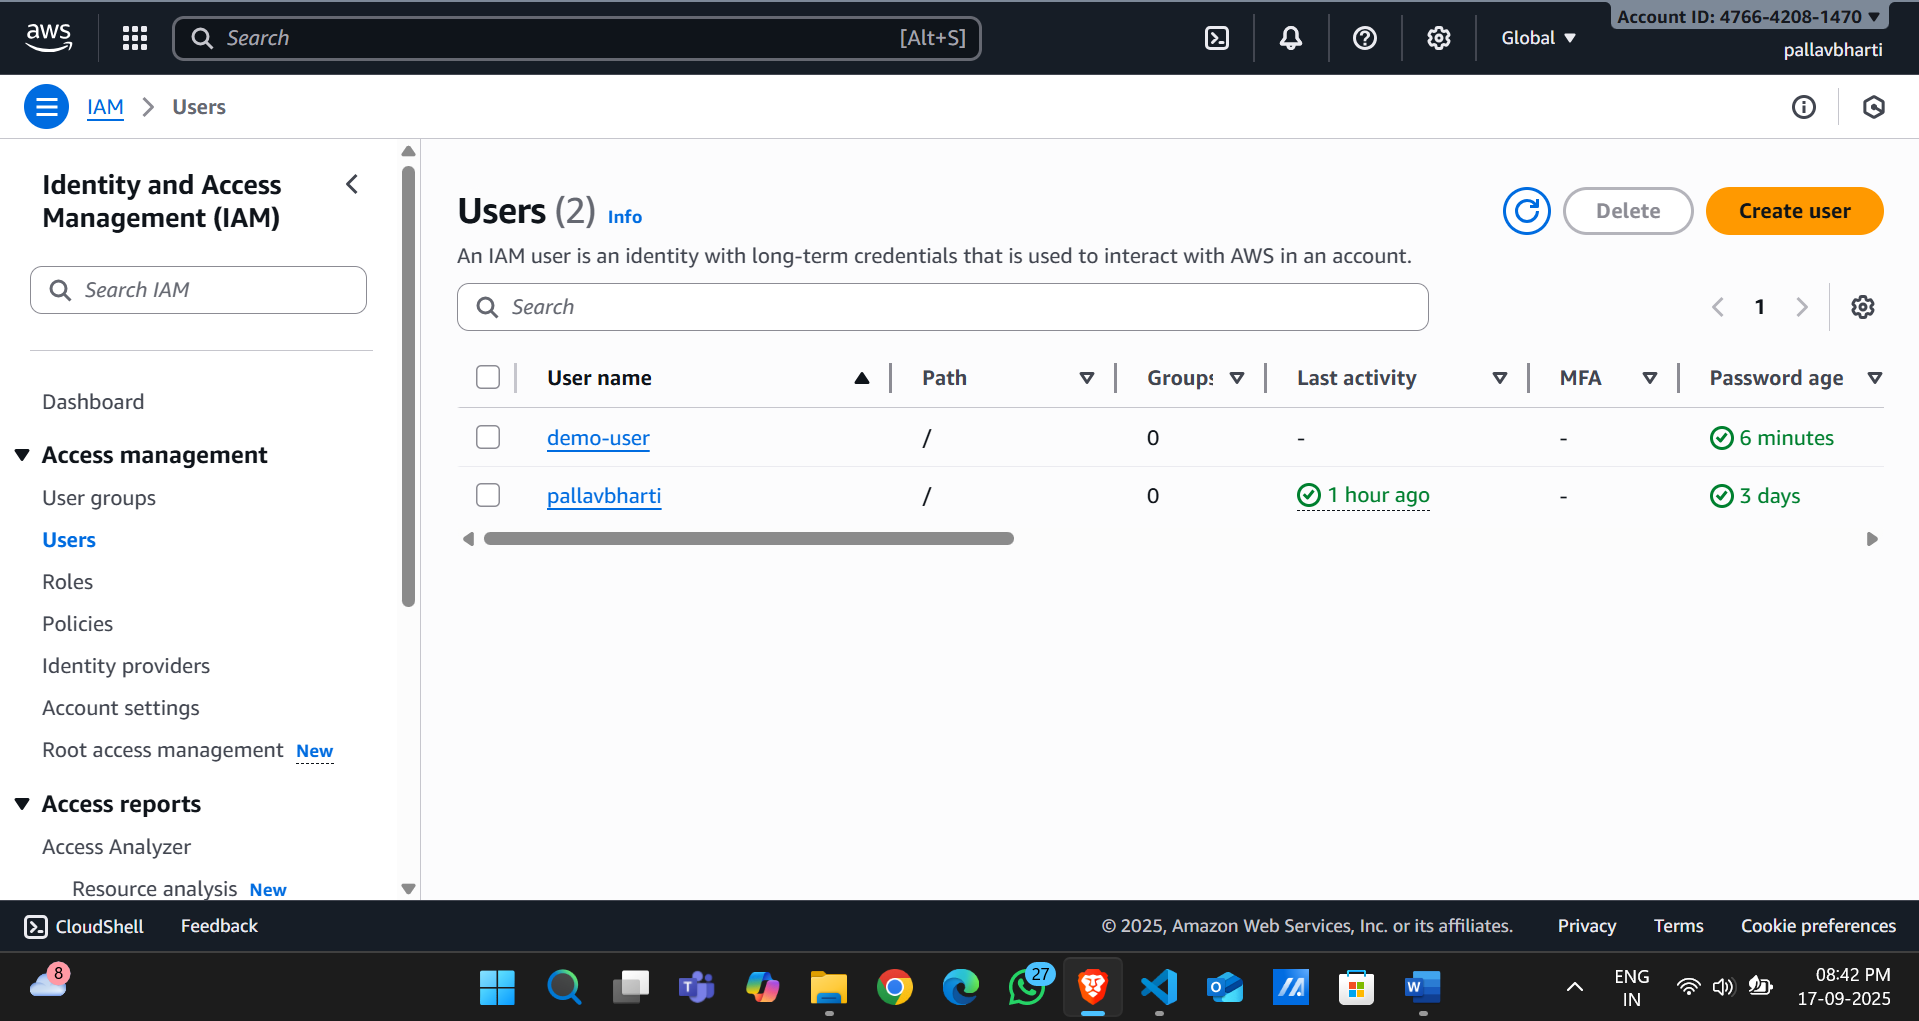 aws
Search [Alt+S]
Global
Account ID: 4766-4208-1470
pallavbharti
IAM > Users
Identity and Access Management (IAM)
Search IAM
Dashboard
Access management
User groups
Users
Roles
Policies
Identity providers
Account settings
Root access management New
Access reports
Access Analyzer
Resource analysis New
Users (2) Info
Delete
Create user
An IAM user is an identity with long-term credentials that is used to interact with AWS in an account.
Search
1
User name Path Groups Last activity MFA Password age
demo-user / 0 - - 6 minutes
pallavbharti / 0 1 hour ago - 3 days
CloudShell Feedback © 2025, Amazon Web Services, Inc. or its affiliates. Privacy Terms Cookie preferences
8
27
ENG
IN
08:42 PM
17-09-2025